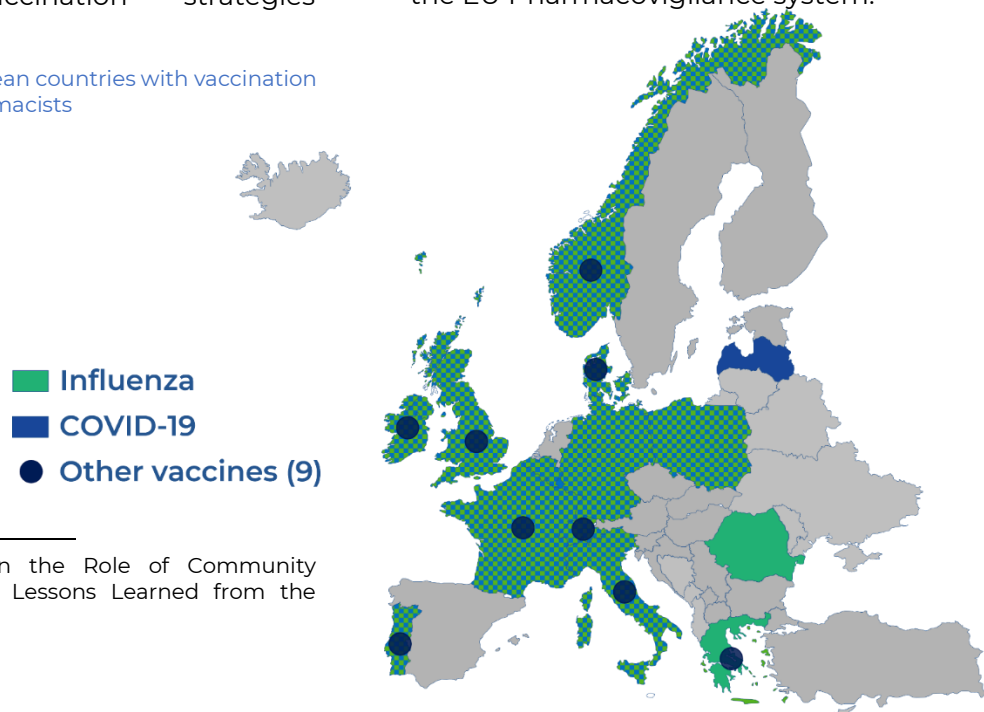 strategies
ean countries with vaccination
macists
Influenza
COVID-19
Other vaccines (9)
n the Role of Community
Lessons Learned from the